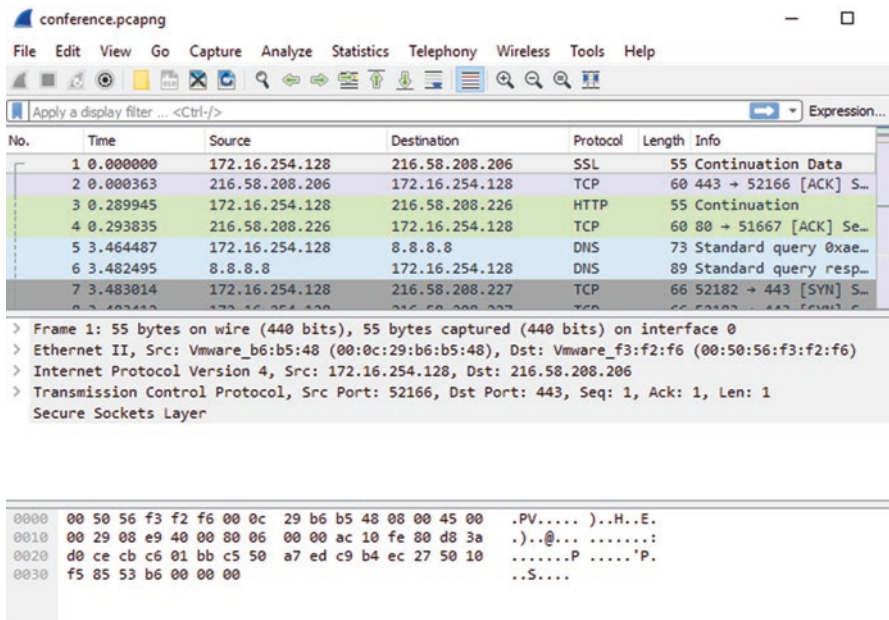 conference.pcapng
File Edit View Go Capture Analyze Statistics Telephony Wireless Tools Help
Apply a display filter ... <Ctrl-/> Expression...
No. Time Source Destination Protocol Length Info
1 0.000000 172.16.254.128 216.58.208.206 SSL 55 Continuation Data
2 0.000363 216.58.208.206 172.16.254.128 TCP 60 443 → 52166 [ACK] S...
3 0.289945 172.16.254.128 216.58.208.226 HTTP 55 Continuation
4 0.293835 216.58.208.226 172.16.254.128 TCP 60 80 → 51667 [ACK] Se...
5 3.464487 172.16.254.128 8.8.8.8 DNS 73 Standard query 0xae...
6 3.482495 8.8.8.8 172.16.254.128 DNS 89 Standard query resp...
7 3.483014 172.16.254.128 216.58.208.227 TCP 66 52182 → 443 [SYN] S...
> Frame 1: 55 bytes on wire (440 bits), 55 bytes captured (440 bits) on interface 0
> Ethernet II, Src: Vmware_b6:b5:48 (00:0c:29:b6:b5:48), Dst: Vmware_f3:f2:f6 (00:50:56:f3:f2:f6)
> Internet Protocol Version 4, Src: 172.16.254.128, Dst: 216.58.208.206
> Transmission Control Protocol, Src Port: 52166, Dst Port: 443, Seq: 1, Ack: 1, Len: 1
Secure Sockets Layer
0000 00 50 56 f3 f2 f6 00 0c 29 b6 b5 48 08 00 45 00 .PV..... )..H..E.
0010 00 29 08 e9 40 00 80 06 00 00 ac 10 fe 80 d8 3a .)..@... .......:
0020 d0 ce cb c6 01 bb c5 50 a7 ed c9 b4 ec 27 50 10 .......P .....'P.
0030 f5 85 53 b6 00 00 00 ..S....